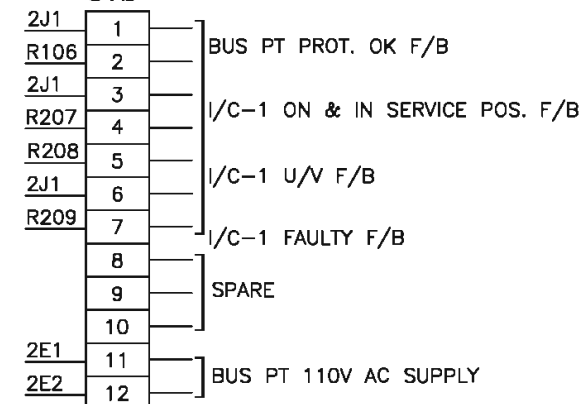 2J1 1
BUS PT PROT. OK F/B
R106 2
2J1 3
I/C-1 ON & IN SERVICE POS. F/B
R207 4
R208 5
I/C-1 U/V F/B
2J1 6
R209 7
I/C-1 FAULTY F/B
8
9 SPARE
10
2E1 11
BUS PT 110V AC SUPPLY
2E2 12